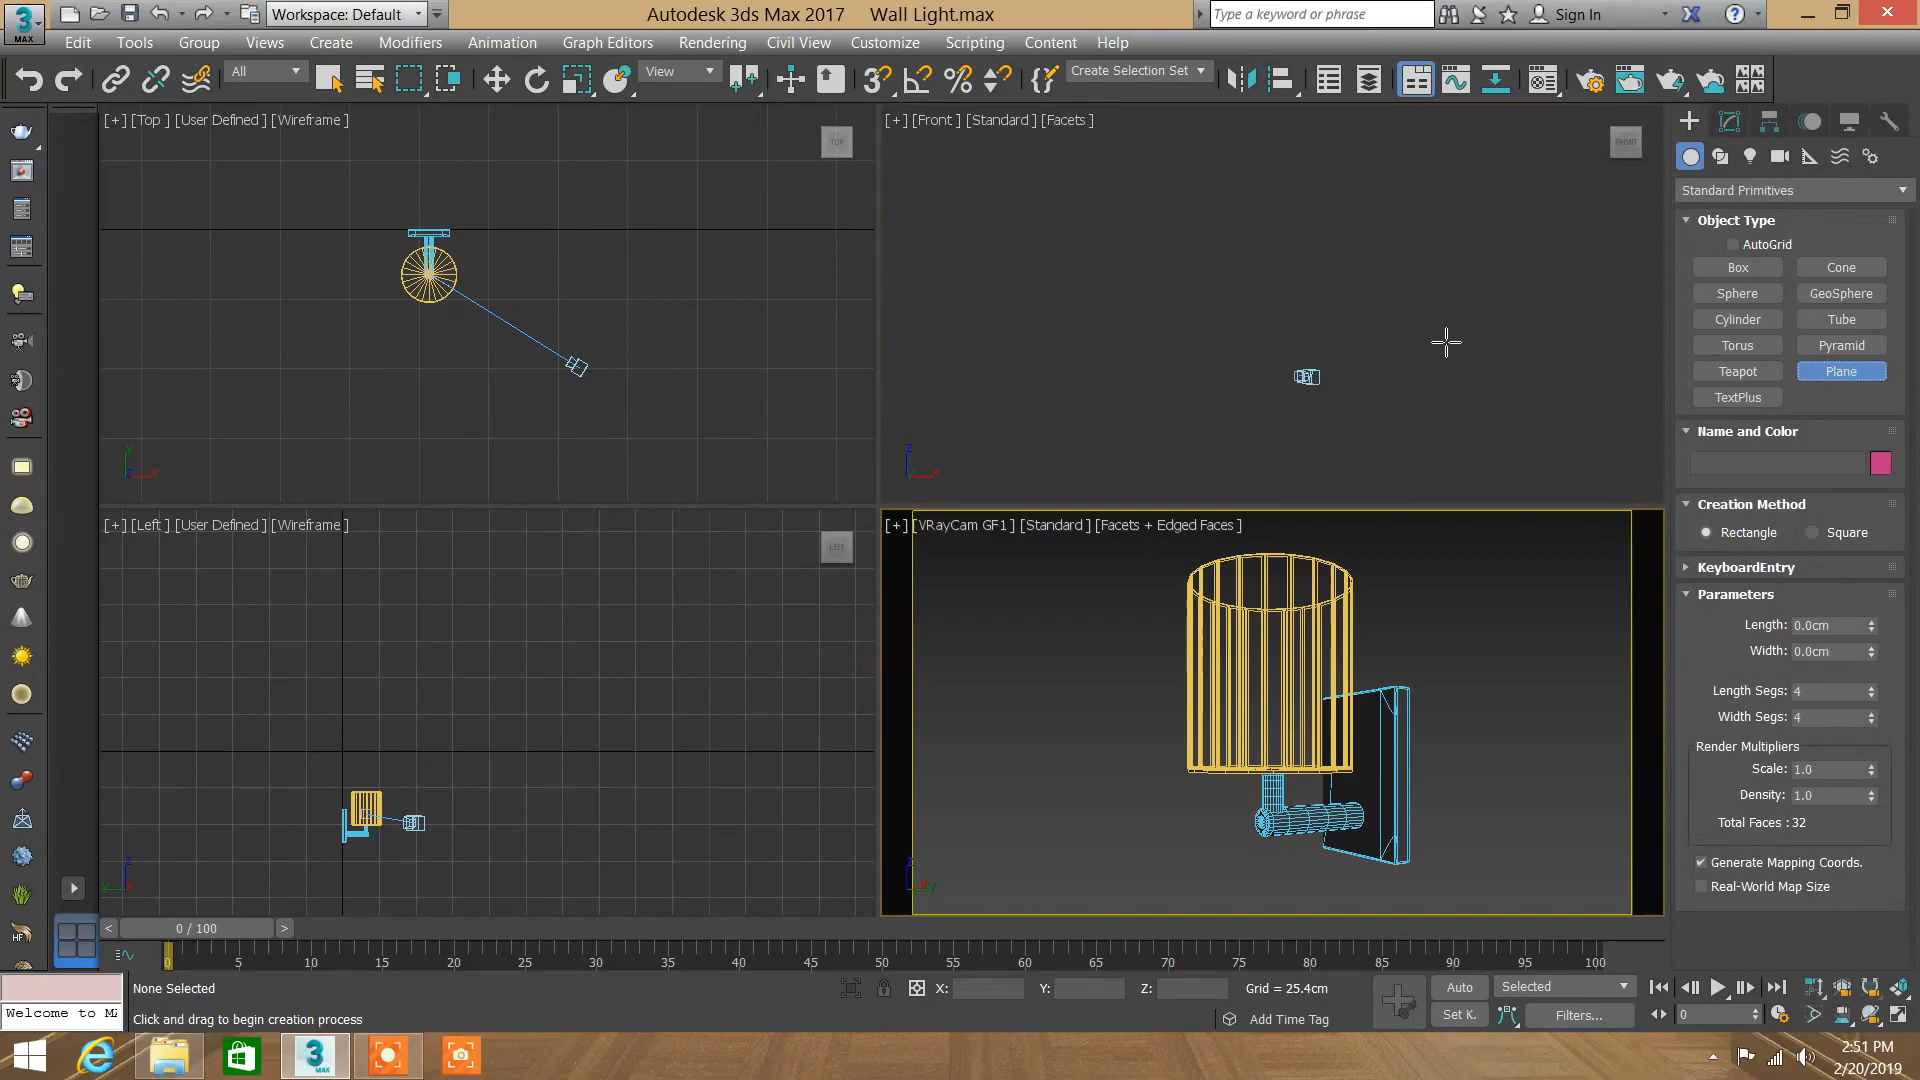 Workspace: Default
Autodesk 3ds Max 2017    Wall Light.max
Type a keyword or phrase
Sign In
MAX
Edit Tools Group Views Create Modifiers Animation Graph Editors Rendering Civil View Customize Scripting Content Help
All
View
Create Selection Set
[+] [Top ] [User Defined ] [Wireframe ]
TOP
[+] [Front ] [Standard ] [Facets ]
FRONT
Standard Primitives
Object Type
AutoGrid
Box Cone
Sphere GeoSphere
Cylinder Tube
Torus Pyramid
Teapot Plane
TextPlus
Name and Color
Creation Method
Rectangle Square
KeyboardEntry
Parameters
Length: 0.0cm
Width: 0.0cm
Length Segs: 4
Width Segs: 4
Render Multipliers
Scale: 1.0
Density: 1.0
Total Faces : 32
Generate Mapping Coords.
Real-World Map Size
[+] [Left ] [User Defined ] [Wireframe ]
LEFT
[+] [VRayCam GF1 ] [Standard ] [Facets + Edged Faces ]
y
z x
z
y x
z
y x
z
x y
HF
< 0 / 100 >
0 5 10 15 20 25 30 35 40 45 50 55 60 65 70 75 80 85 90 95 100
None Selected
X: Y: Z: Grid = 25.4cm
Auto Selected
Welcome to MA
Click and drag to begin creation process
Add Time Tag
Set K. Filters...
0
MAX
2:51 PM
2/20/2019